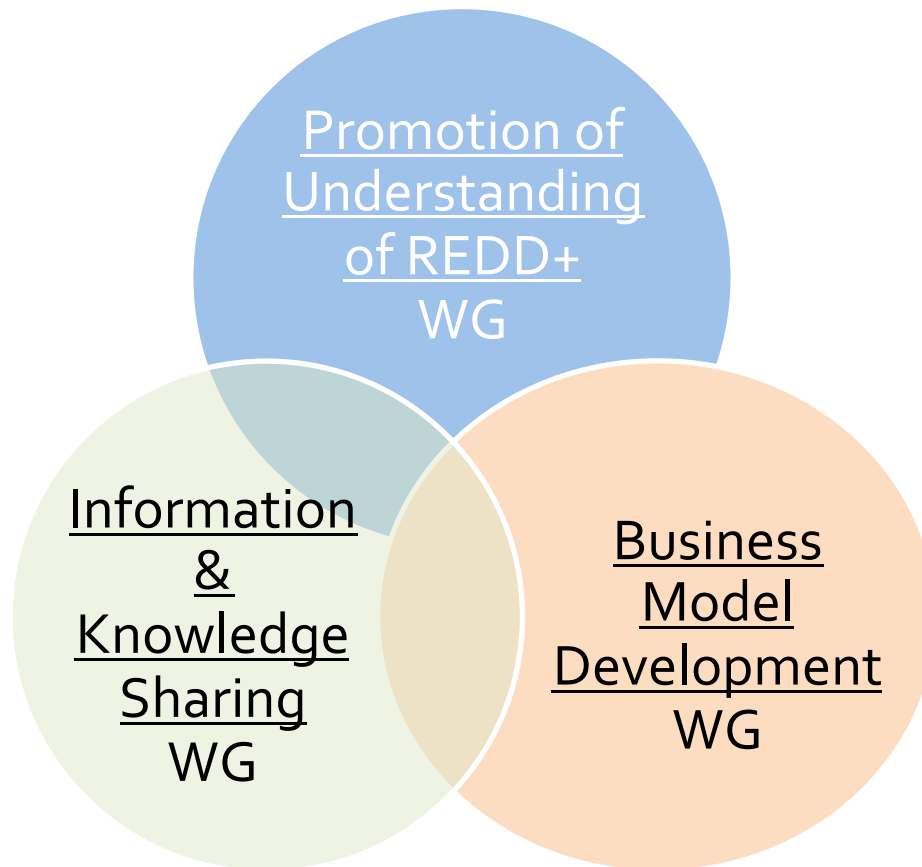 Promotion of
Understanding
of REDD+
WG
Information
&
Knowledge
Sharing
WG
Business
Model
Development
WG